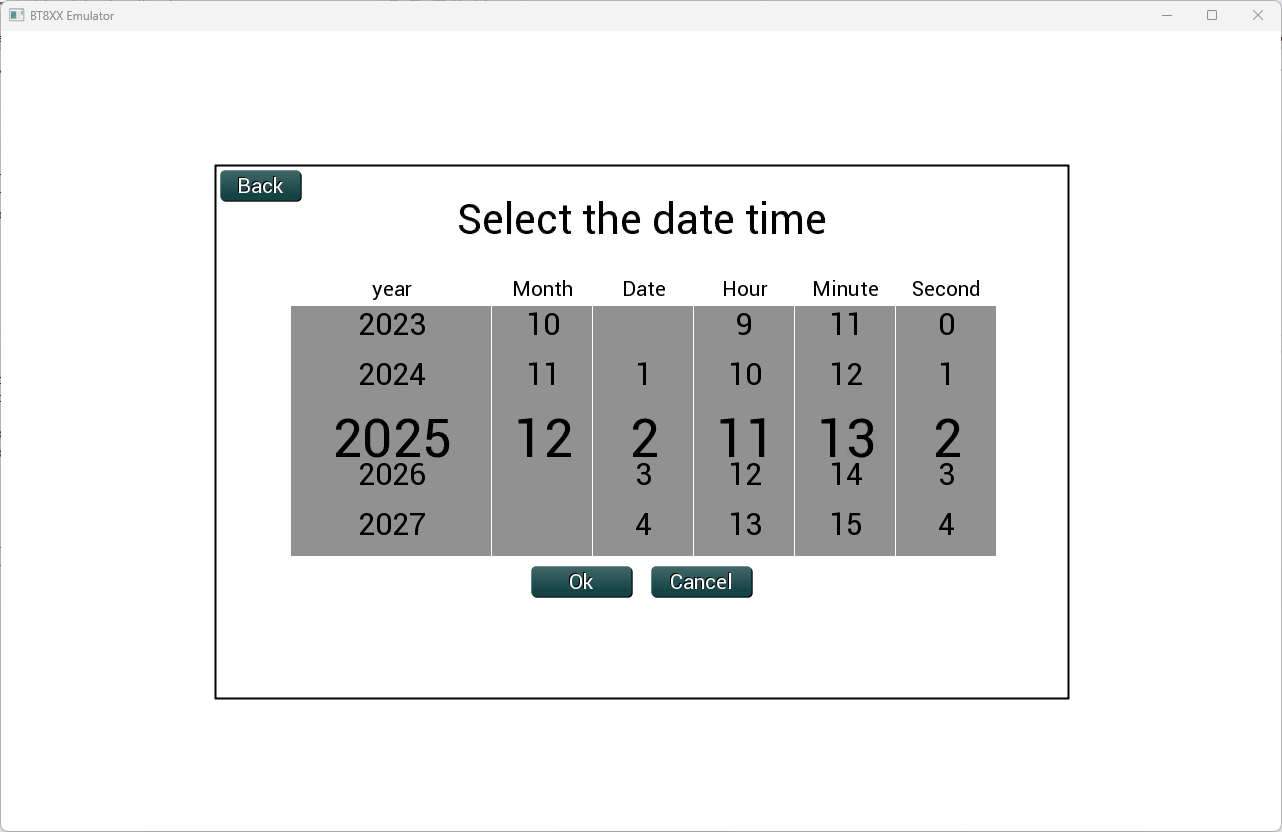 BT8XX Emulator
Back
Select the date time
year Month Date Hour Minute Second
2023 10 9 11 0
2024 11 1 10 12 1
2025 12 2 11 13 2
2026 3 12 14 3
2027 4 13 15 4
Ok Cancel